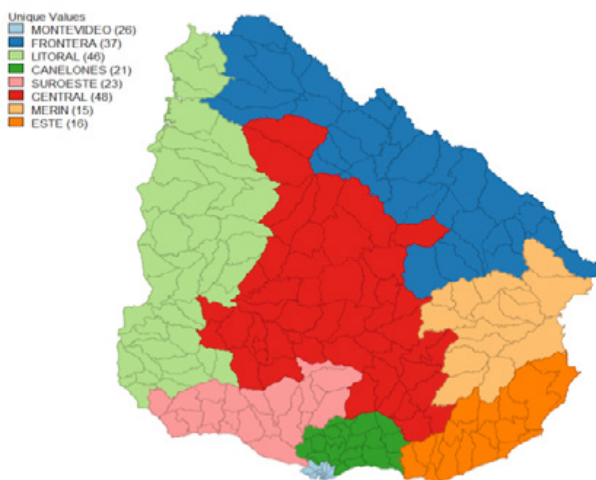 Unique Values
MONTEVIDEO (26)
FRONTERA (37)
LITORAL (46)
CANELONES (21)
SUROESTE (23)
CENTRAL (48)
MERIN (15)
ESTE (16)